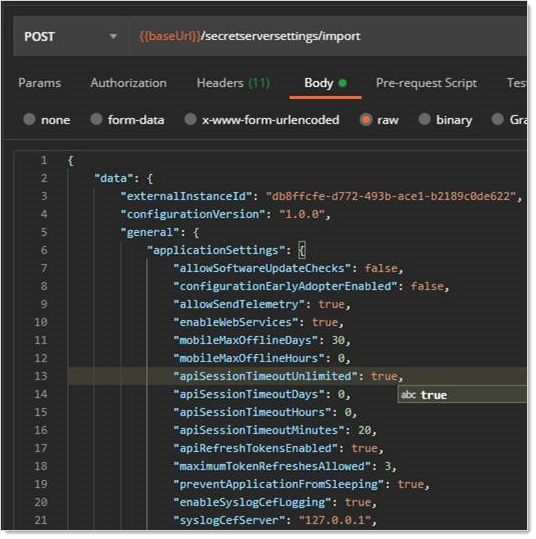 POST {{baseUrl}}/secretserversettings/import
Params Authorization Headers (11) Body Pre-request Script
none form-data x-www-form-urlencoded raw binary
1 {
2 "data": {
3 "externalInstanceId": "db8ffcfe-d772-493b-ace1-b2189c0de622",
4 "configurationVersion": "1.0.0",
5 "general": {
6 "applicationSettings": {
7 "allowSoftwareUpdateChecks": false,
8 "configurationEarlyAdopterEnabled": false,
9 "allowSendTelemetry": true,
10 "enableWebServices": true,
11 "mobileMaxOfflineDays": 30,
12 "mobileMaxOfflineHours": 0,
13 "apiSessionTimeoutUnlimited": true,
abc true
14 "apiSessionTimeoutDays": 0,
15 "apiSessionTimeoutHours": 0,
16 "apiSessionTimeoutMinutes": 20,
17 "apiRefreshTokensEnabled": true,
18 "maximumTokenRefreshesAllowed": 3,
19 "preventApplicationFromSleeping": true,
20 "enableSyslogCefLogging": true,
21 "syslogCefServer": "127.0.0.1",